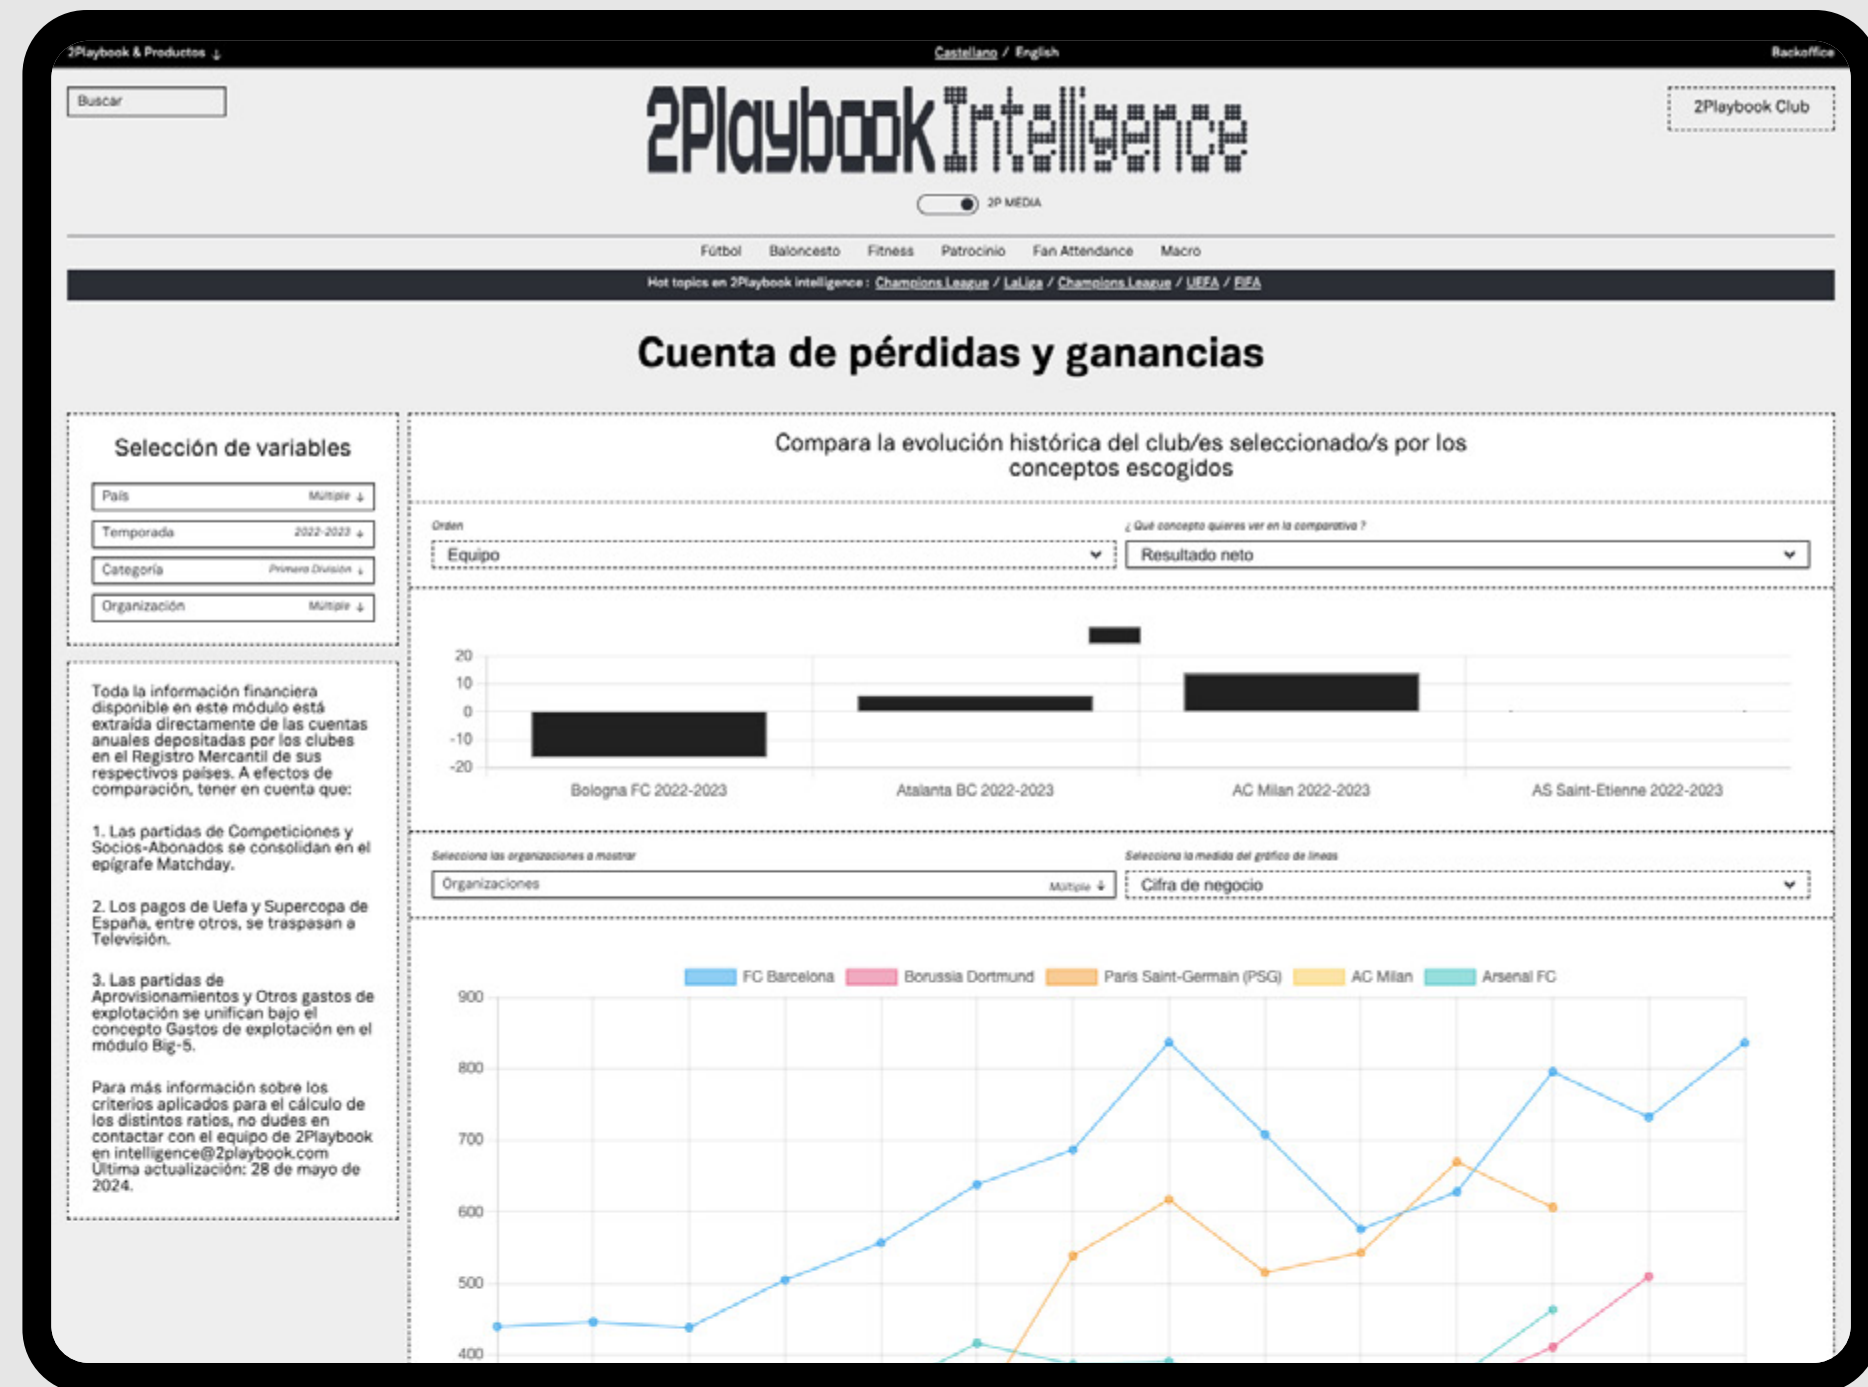 2Playbook & Productos ↓
Castellano / English
Backoffice
Buscar
2Playbook Intelligence
2Playbook Club
2P MEDIA
Fútbol Baloncesto Fitness Patrocinio Fan Attendance Macro
Hot topics en 2Playbook intelligence : Champions League / LaLiga / Champions League / UEFA / FIFA
Cuenta de pérdidas y ganancias
Selección de variables
País Múltiple ↓
Temporada 2022-2023 ↓
Categoría Primera División ↓
Organización Múltiple ↓
Toda la información financiera
disponible en este módulo está
extraída directamente de las cuentas
anuales depositadas por los clubes
en el Registro Mercantil de sus
respectivos países. A efectos de
comparación, tener en cuenta que:
1. Las partidas de Competiciones y
Socios-Abonados se consolidan en el
epígrafe Matchday.
2. Los pagos de Uefa y Supercopa de
España, entre otros, se traspasan a
Televisión.
3. Las partidas de
Aprovisionamientos y Otros gastos de
explotación se unifican bajo el
concepto Gastos de explotación en el
módulo Big-5.
Para más información sobre los
criterios aplicados para el cálculo de
los distintos ratios, no dudes en
contactar con el equipo de 2Playbook
en intelligence@2playbook.com
Última actualización: 28 de mayo de
2024.
Compara la evolución histórica del club/es seleccionado/s por los
conceptos escogidos
Orden
Equipo
¿ Qué concepto quieres ver en la comparativa ?
Resultado neto
20
10
0
-10
-20
Bologna FC 2022-2023 Atalanta BC 2022-2023 AC Milan 2022-2023 AS Saint-Etienne 2022-2023
Selecciona las organizaciones a mostrar
Organizaciones Múltiple ↓
Selecciona la medida del gráfico de líneas
Cifra de negocio
FC Barcelona Borussia Dortmund Paris Saint-Germain (PSG) AC Milan Arsenal FC
900
800
700
600
500
400